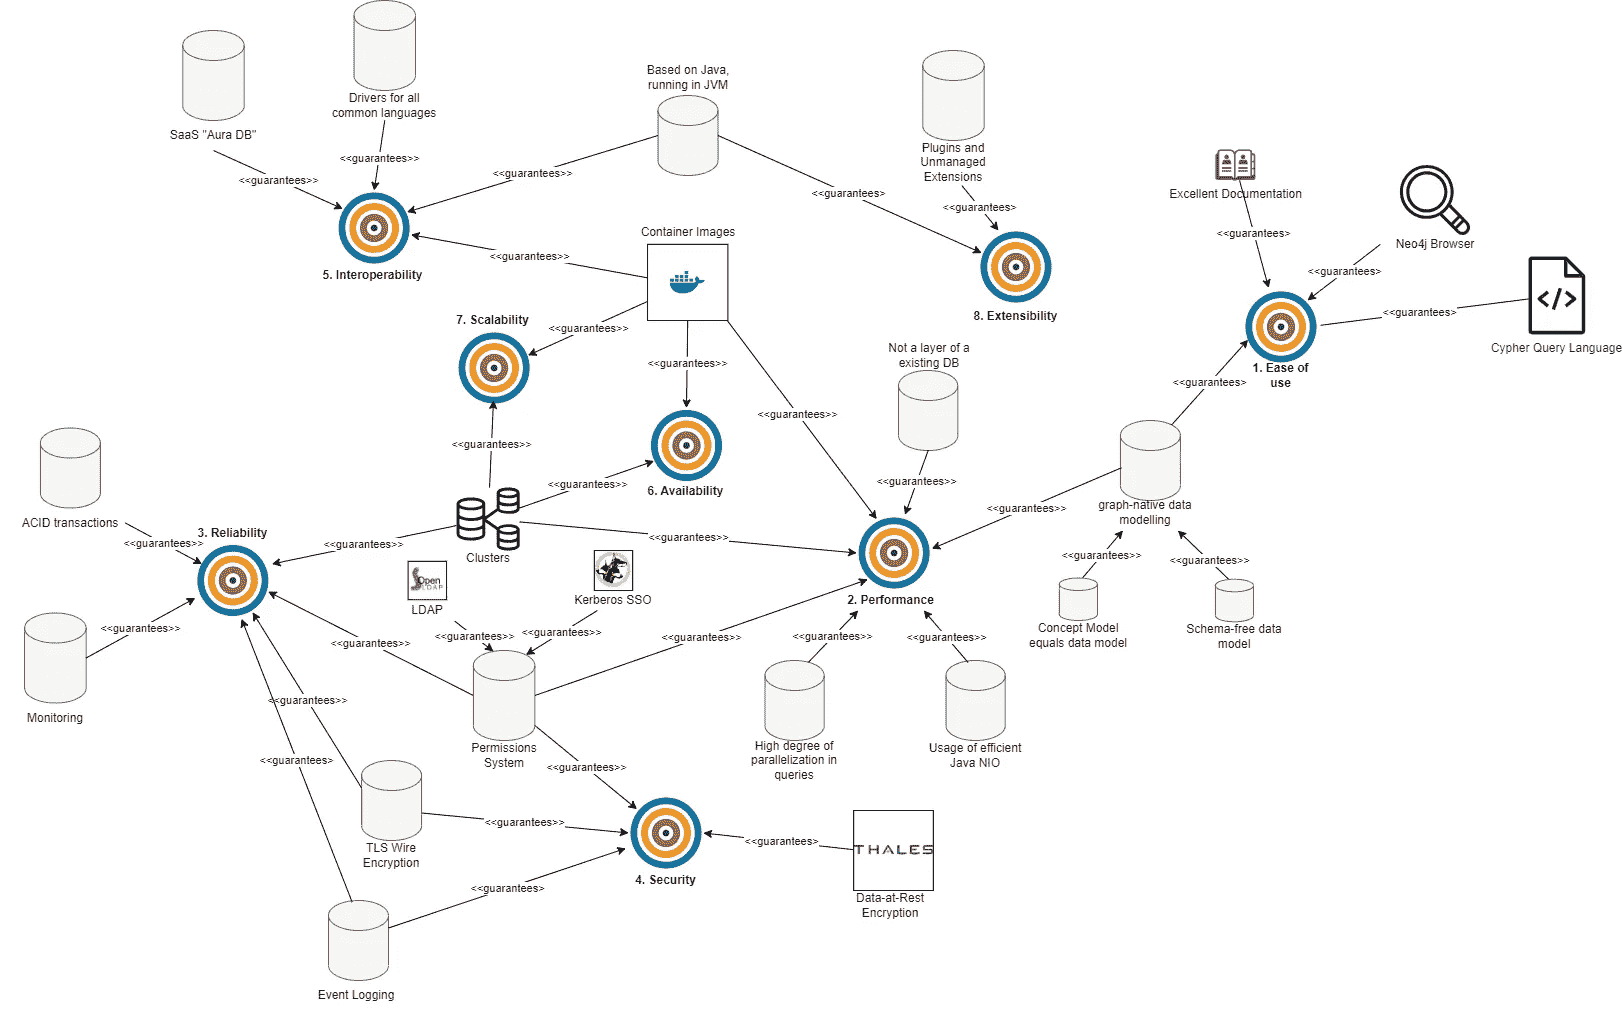 Drivers for all
common languages
SaaS "Aura DB"
Based on Java,
running in JVM
Plugins and
Unmanaged
Extensions
<<guarantees>>
<<guarantees>>
<<guarantees>>
<<guarantees>>
<<guarantees>>
Excellent Documentation
Neo4j Browser
<<guarantees>>
<<guarantees>>
<<guarantees>>
5. Interoperability
Container Images
<<guarantees>>
8. Extensibility
<<guarantees>>
Cypher Query Language
7. Scalability
<<guarantees>>
<<guarantees>>
Not a layer of a
existing DB
1. Ease of
use
<<guarantees>
<<guarantees>>
<<guarantees>>
<<guarantees>>
6. Availability
<<guarantees>>
<<guarantees>>
graph-native data
modelling
ACID transactions
3. Reliability
<<guarantees>>
<<guarantees>>
Clusters
<<guarantees>>
<<guarantees>>
Open
LDAP
LDAP
Kerberos SSO
2. Performance
<<guarantees>>
<<guarantees>>
Concept Model
equals data model
Schema-free data
model
<<guarantees>>
<<guarantees>>
<<guarantees>>
<<guarantees>>
<<guarantees>>
<<guarantees>>
<<guarantees>>
Monitoring
Permissions
System
High degree of
parallelization in
queries
Usage of efficient
Java NIO
<<guarantees>>
<<guarantees>
<<guarantees>>
TLS Wire
Encryption
<<guarantees>>
4. Security
<<guarantees>
THALES
Data-at-Rest
Encryption
<<guarantees>
Event Logging